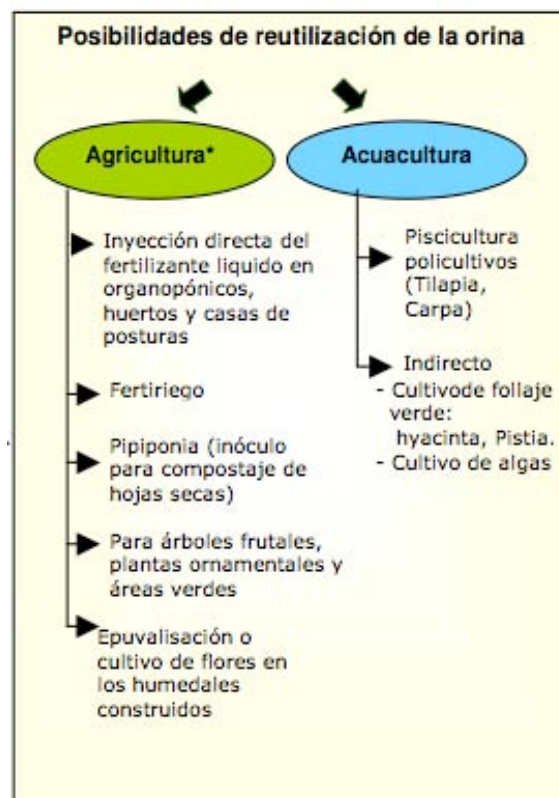 Posibilidades de reutilización de la orina
Agricultura*
Inyección directa del
fertilizante liquido en
organopónicos,
huertos y casas de
posturas
Fertiriego
Pipiponia (inóculo
para compostaje de
hojas secas)
Para árboles frutales,
plantas ornamentales y
áreas verdes
Epuvalisación o
cultivo de flores en
los humedales
construidos
Acuacultura
Piscicultura
policultivos
(Tilapia,
Carpa)
Indirecto
- Cultivode follaje
verde:
hyacinta, Pistia.
- Cultivo de algas